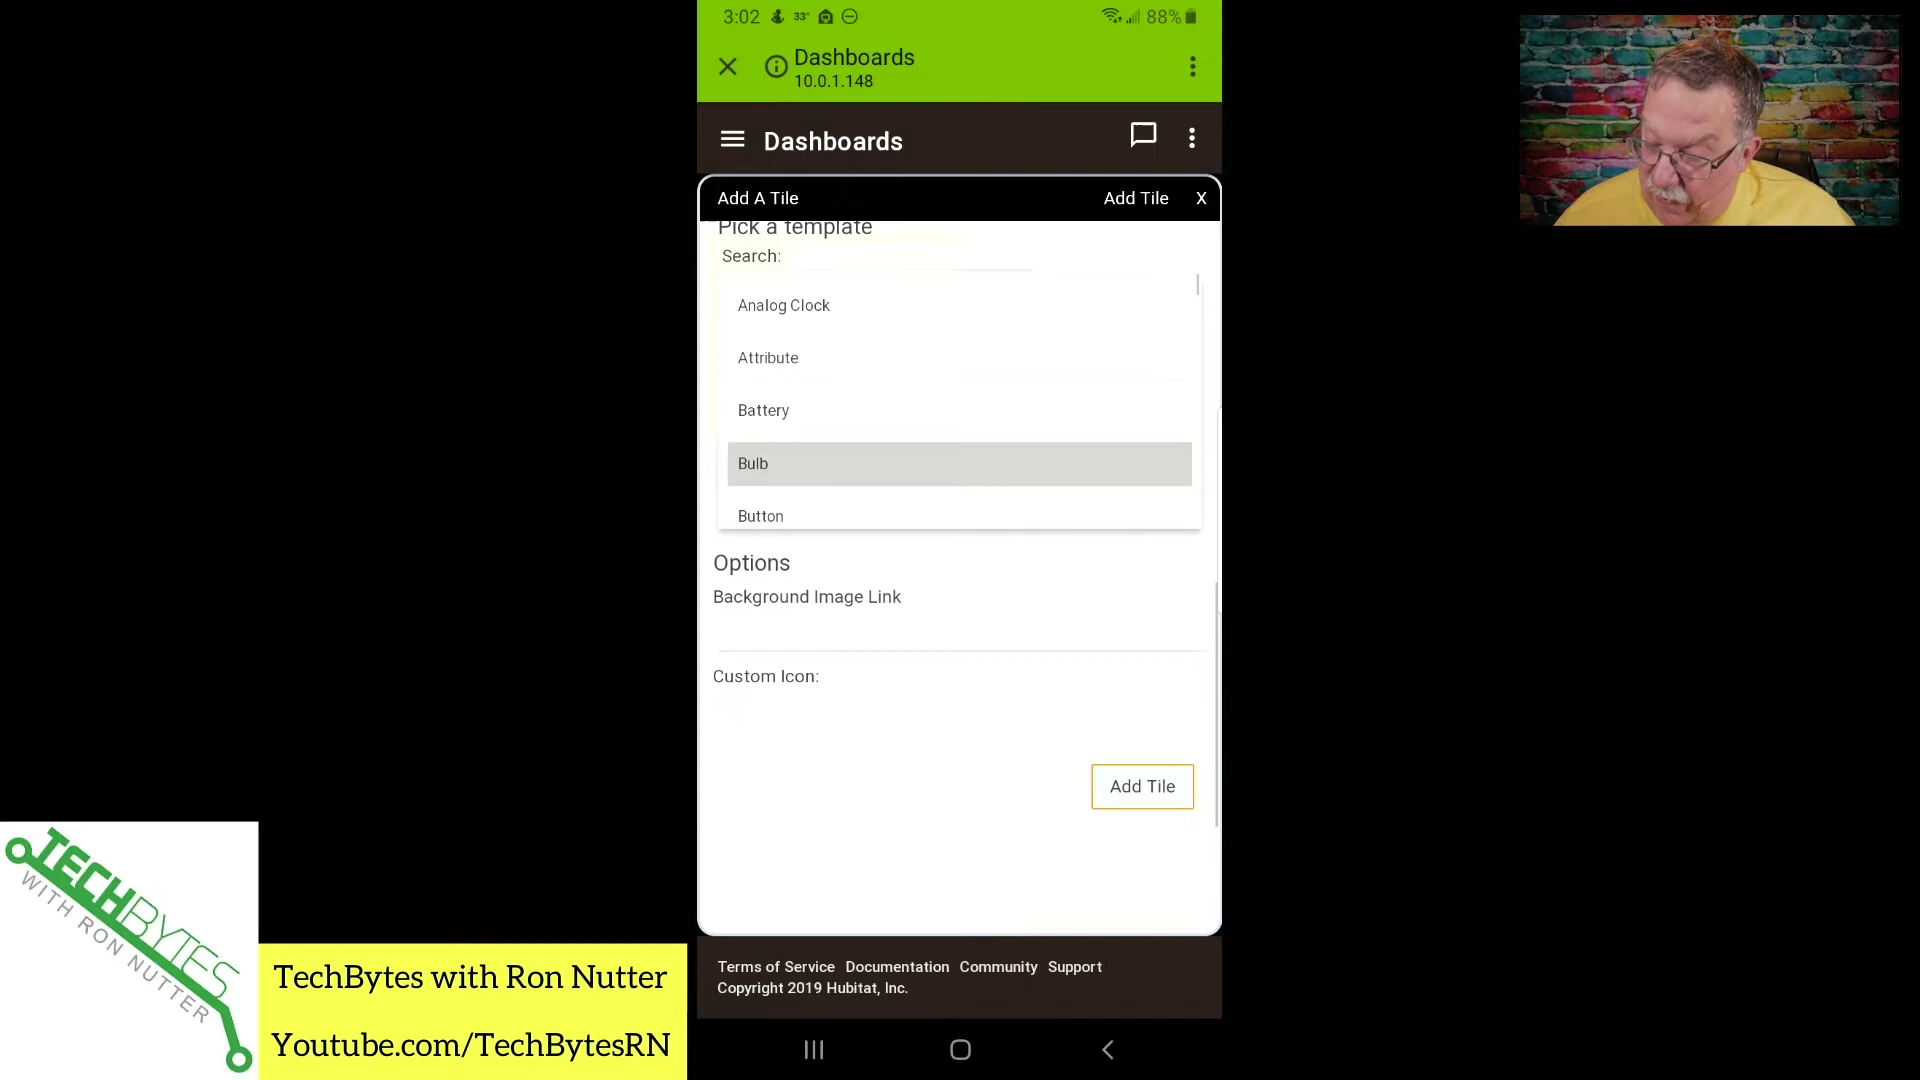 3:02 33° 88%
Dashboards
10.0.1.148
Dashboards
Add A Tile Add Tile X
Pick a template
Search:
Analog Clock
Attribute
Battery
Bulb
Button
Options
Background Image Link
Custom Icon:
Add Tile
Terms of Service Documentation Community Support
Copyright 2019 Hubitat, Inc.
TECHBYTES
WITH RON NUTTER
TechBytes with Ron Nutter
Youtube.com/TechBytesRN